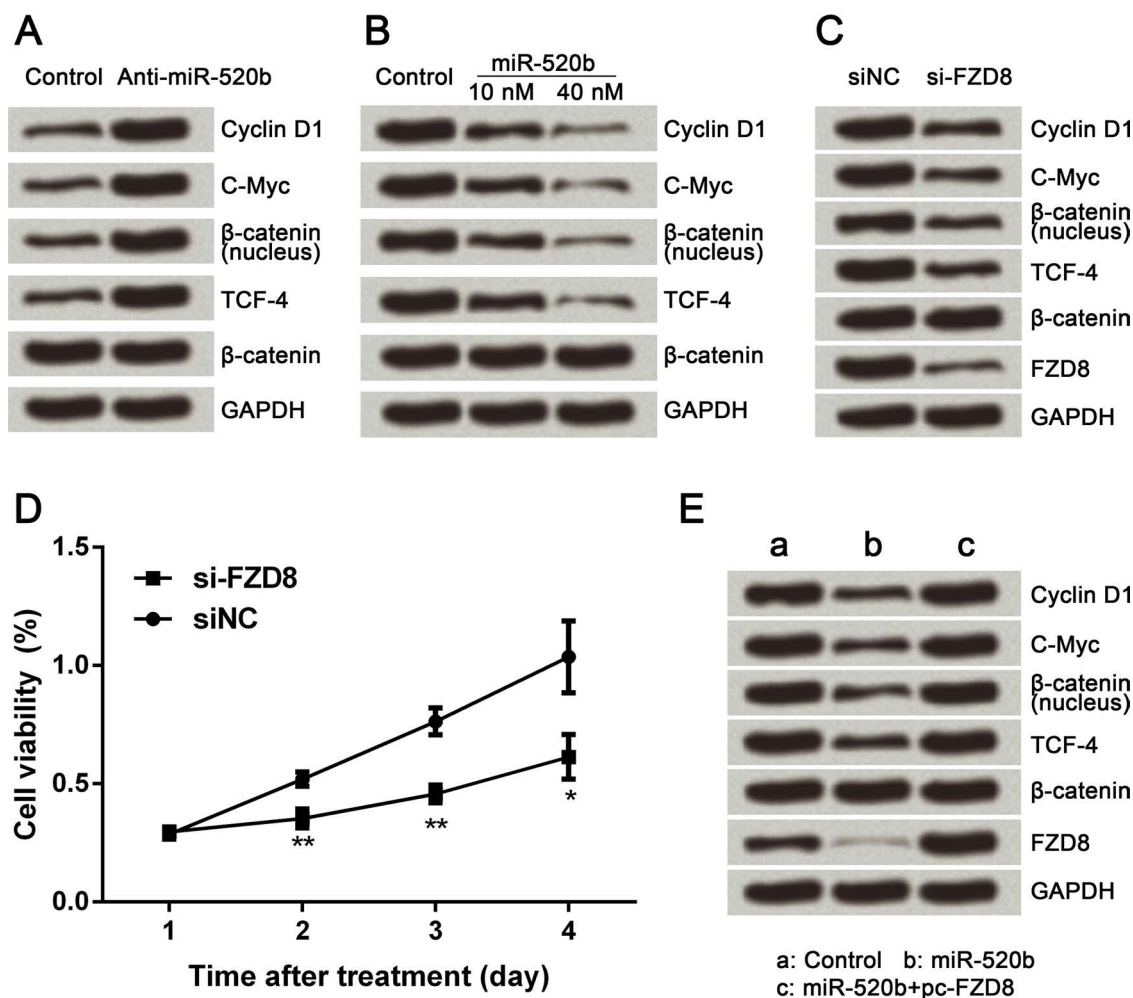 A
Control Anti-miR-520b
Cyclin D1
C-Myc
β-catenin
(nucleus)
TCF-4
β-catenin
GAPDH
B
Control miR-520b
10 nM 40 nM
Cyclin D1
C-Myc
β-catenin
(nucleus)
TCF-4
β-catenin
GAPDH
C
siNC si-FZD8
Cyclin D1
C-Myc
β-catenin
(nucleus)
TCF-4
β-catenin
FZD8
GAPDH
D
Cell viability (%)
1.5
1.0
0.5
0.0
si-FZD8
siNC
**
**
*
1 2 3 4
Time after treatment (day)
E
a b c
Cyclin D1
C-Myc
β-catenin
(nucleus)
TCF-4
β-catenin
FZD8
GAPDH
a: Control b: miR-520b
c: miR-520b+pc-FZD8